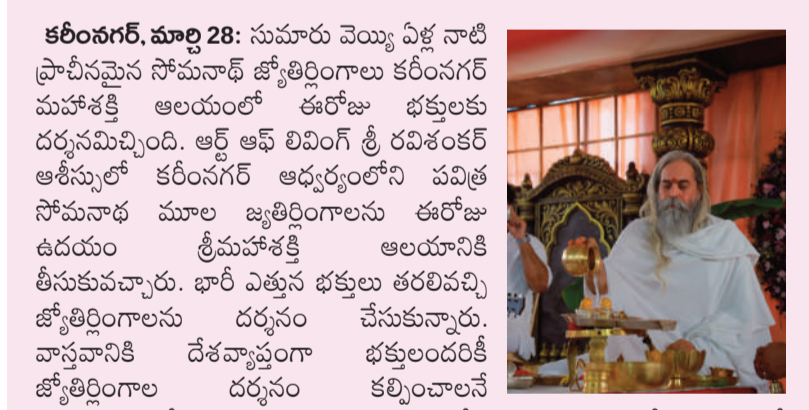 కరీంనగర్, మార్చి 28: సుమారు వెయ్యి ఏళ్ల నాటి
ప్రాచీనమైన సోమనాథ్ జ్యోతిర్లింగాలు కరీంనగర్
మహాశక్తి ఆలయంలో ఈరోజు భక్తులకు
దర్శనమిచ్చింది. ఆర్ట్ ఆఫ్ లివింగ్ శ్రీ రవిశంకర్
ఆశీస్సులో కరీంనగర్ ఆధ్వర్యంలోని పవిత్ర
సోమనాథ మూల జ్యతిర్లింగాలను ఈరోజు
ఉదయం శ్రీమహాశక్తి ఆలయానికి
తీసుకువచ్చారు. భారీ ఎత్తున భక్తులు తరలివచ్చి
జ్యోతిర్లింగాలను దర్శనం చేసుకున్నారు.
వాస్తవానికి దేశవ్యాప్తంగా భక్తులందరికీ
జ్యోతిర్లింగాల దర్శనం కల్పించాలనే